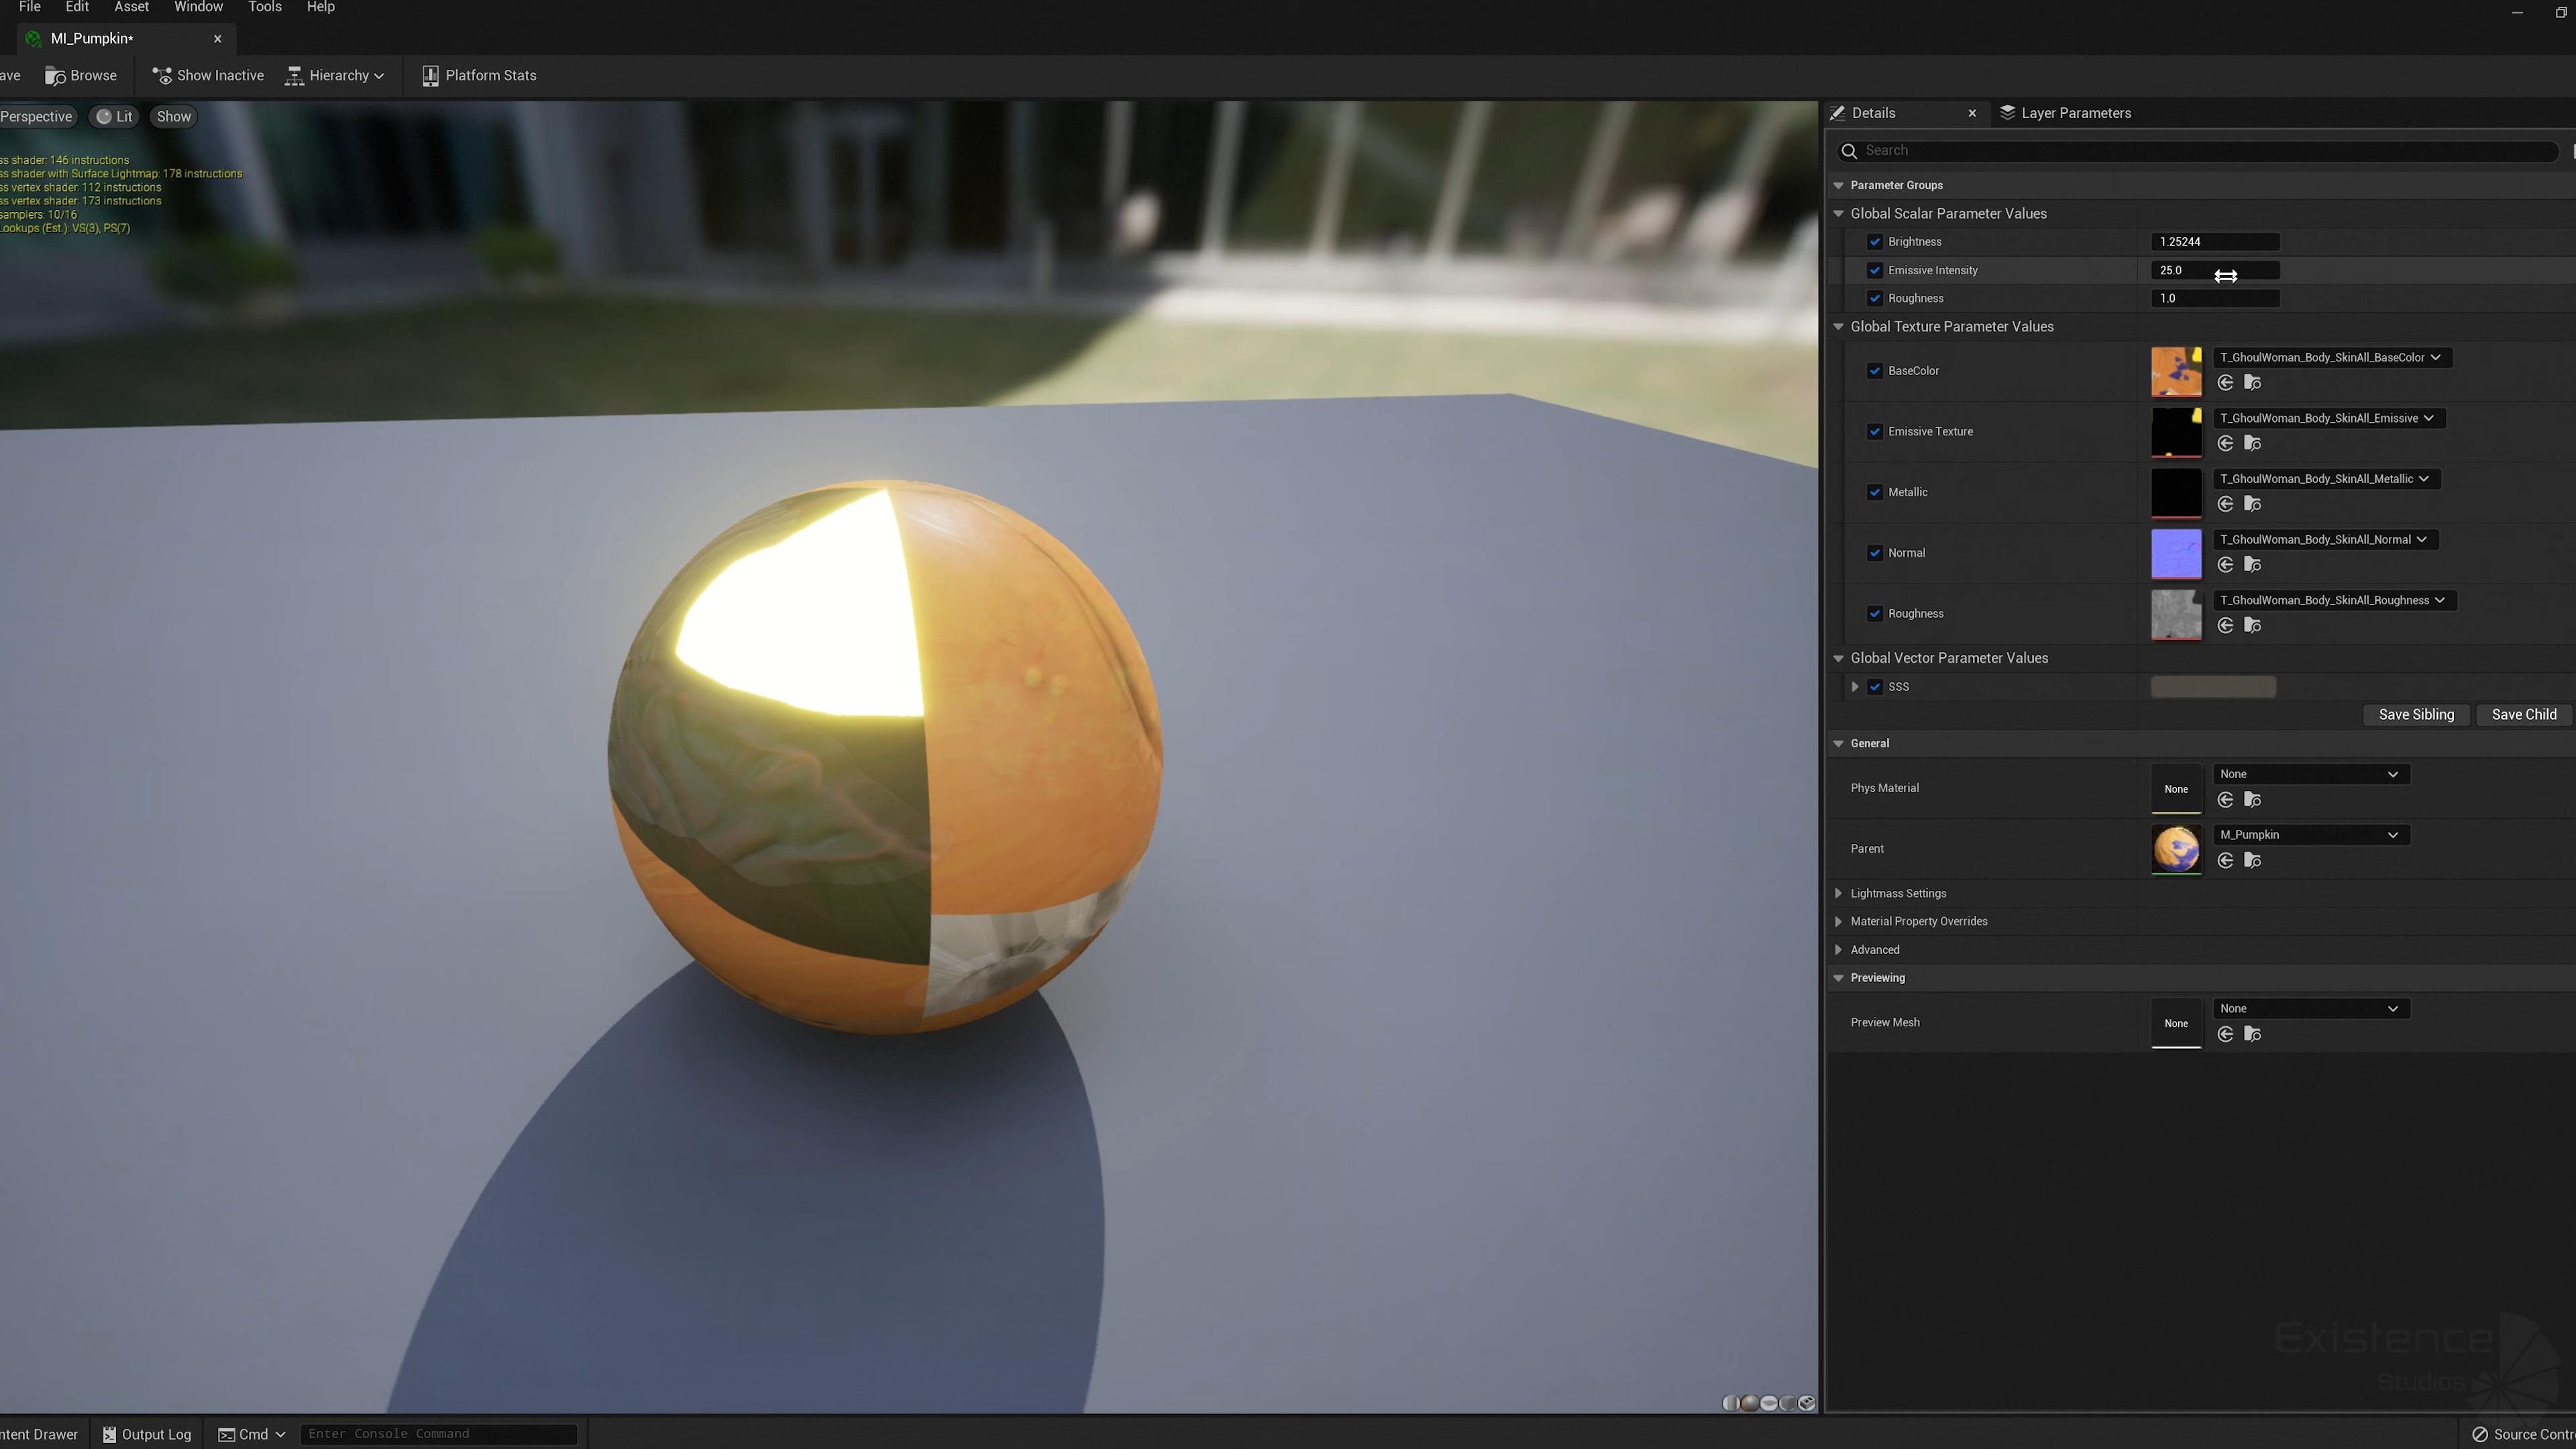 File Edit Asset Window Tools Help
MI_Pumpkin*
ave Browse Show Inactive Hierarchy Platform Stats
Perspective Lit Show
ss shader: 146 instructions
ss shader with Surface Lightmap: 178 instructions
ss vertex shader: 112 instructions
ss vertex shader: 173 instructions
samplers: 10/16
Lookups (Est.): VS(3), PS(7)
Details Layer Parameters
Search
Parameter Groups
Global Scalar Parameter Values
Brightness 1.25244
Emissive Intensity 25.0
Roughness 1.0
Global Texture Parameter Values
BaseColor T_GhoulWoman_Body_SkinAll_BaseColor
Emissive Texture T_GhoulWoman_Body_SkinAll_Emissive
Metallic T_GhoulWoman_Body_SkinAll_Metallic
Normal T_GhoulWoman_Body_SkinAll_Normal
Roughness T_GhoulWoman_Body_SkinAll_Roughness
Global Vector Parameter Values
SSS
Save Sibling Save Child
General
Phys Material None None
Parent M_Pumpkin
Lightmass Settings
Material Property Overrides
Advanced
Previewing
Preview Mesh None None
Existence
Studios
ntent Drawer Output Log Cmd Enter Console Command Source Contr